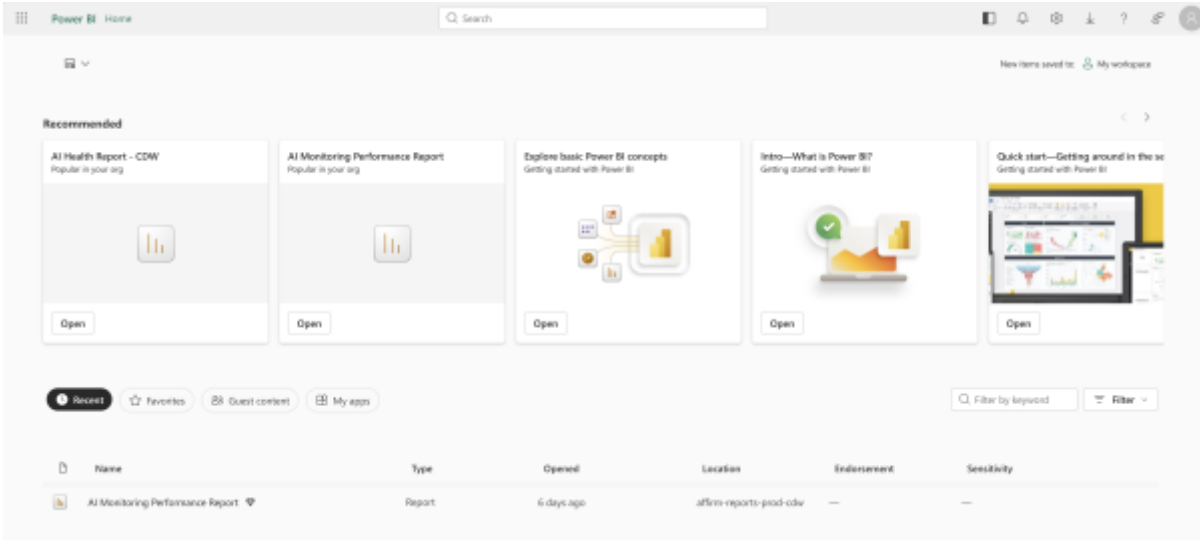 Power BI Home
Search
New items saved to: My workspace
Recommended
AI Health Report - CDW
Popular in your org
Open
AI Monitoring Performance Report
Popular in your org
Open
Explore basic Power BI concepts
Getting started with Power BI
Open
Intro—What is Power BI?
Getting started with Power BI
Open
Quick start—Getting around in the se
Getting started with Power BI
Open
Recent
Favorites
Guest content
My apps
Filter by keyword
Filter
Name Type Opened Location Endorsement Sensitivity
AI Monitoring Performance Report Report 6 days ago affirm-reports-prod-cdw — —